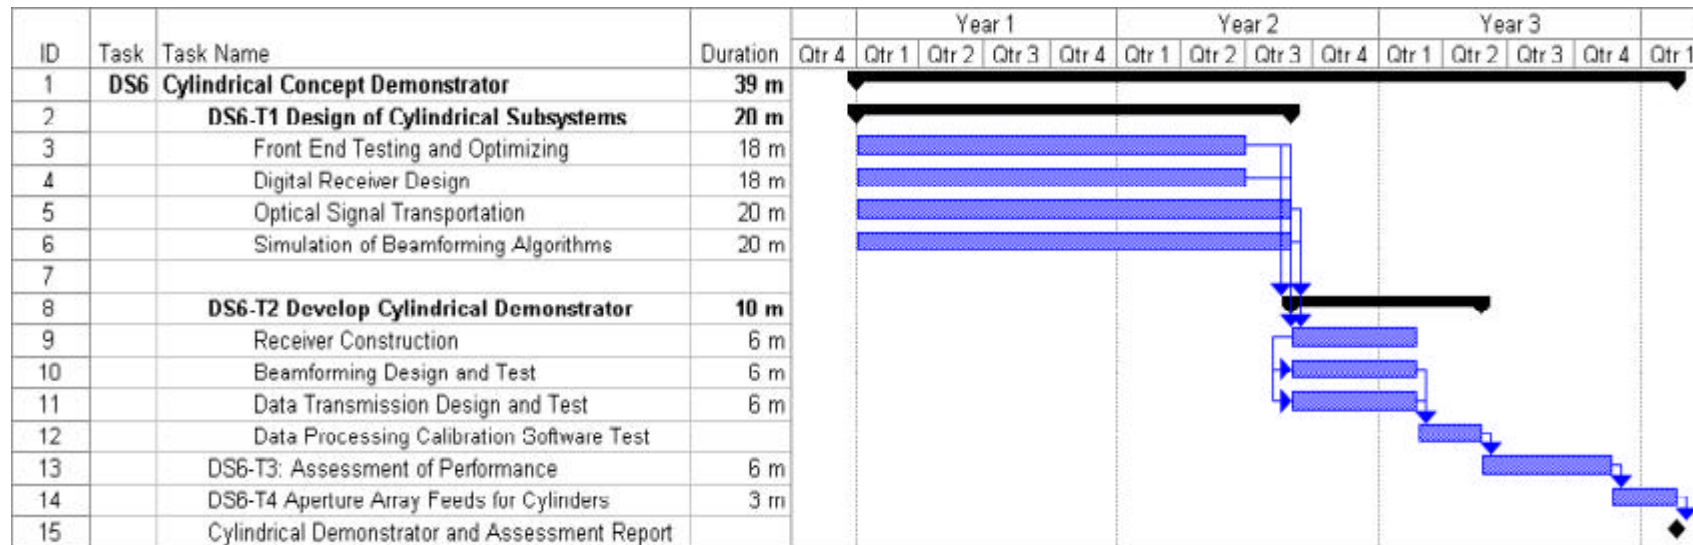 Year 1 Year 2 Year 3
ID Task Task Name Duration Qtr 4 Qtr 1 Qtr 2 Qtr 3 Qtr 4 Qtr 1 Qtr 2 Qtr 3 Qtr 4 Qtr 1 Qtr 2 Qtr 3 Qtr 4 Qtr 1
1 DS6 Cylindrical Concept Demonstrator 39 m
2 DS6-T1 Design of Cylindrical Subsystems 20 m
3 Front End Testing and Optimizing 18 m
4 Digital Receiver Design 18 m
5 Optical Signal Transportation 20 m
6 Simulation of Beamforming Algorithms 20 m
7
8 DS6-T2 Develop Cylindrical Demonstrator 10 m
9 Receiver Construction 6 m
10 Beamforming Design and Test 6 m
11 Data Transmission Design and Test 6 m
12 Data Processing Calibration Software Test
13 DS6-T3: Assessment of Performance 6 m
14 DS6-T4 Aperture Array Feeds for Cylinders 3 m
15 Cylindrical Demonstrator and Assessment Report